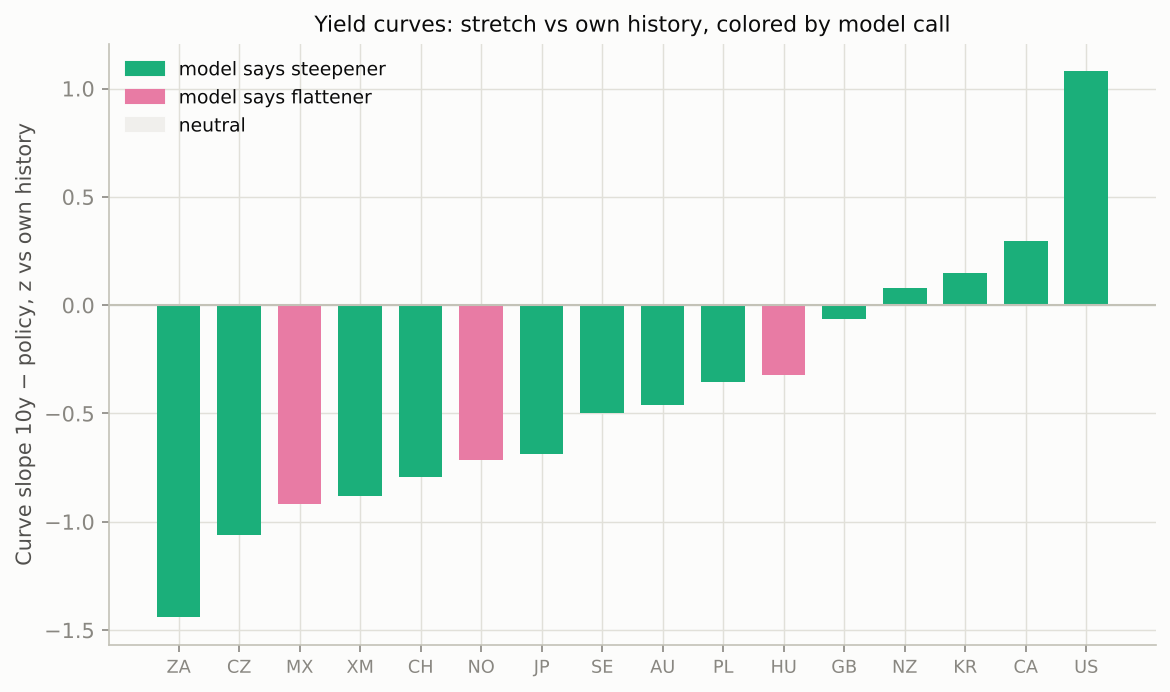 Yield curves: stretch vs own history, colored by model call
model says steepener
model says flattener
neutral
Curve slope 10y − policy, z vs own history
1.0
0.5
0.0
−0.5
−1.0
−1.5
ZA CZ MX XM CH NO JP SE AU PL HU GB NZ KR CA US